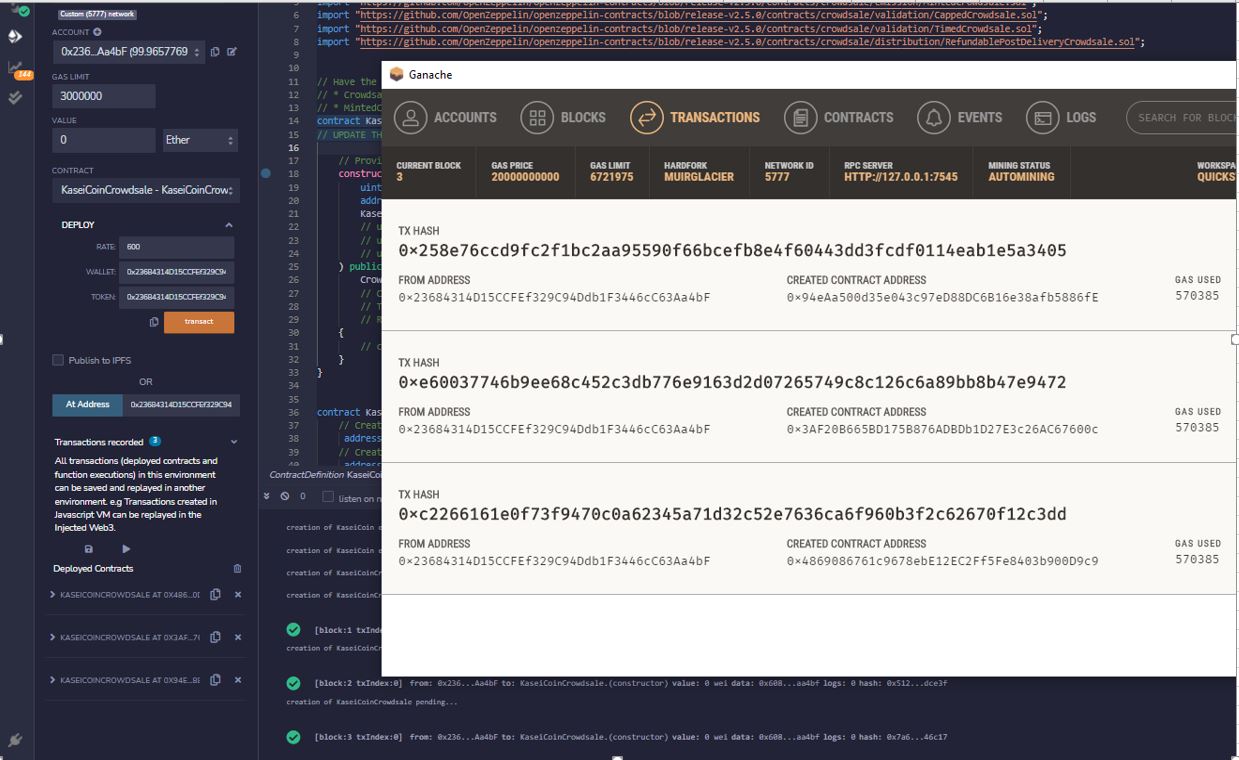 Custom (5777) network
ACCOUNT
0x236...Aa4bF (99.9657769
GAS LIMIT
3000000
VALUE
0
Ether
CONTRACT
KaseiCoinCrowdsale - KaseiCoinCrow
DEPLOY
RATE:
600
WALLET:
0x23684314D15CCFEf329C9
TOKEN:
0x23684314D15CCFEf329C9
transact
Publish to IPFS
OR
At Address
0x23684314D15CCFEf329C94
Transactions recorded 3
All transactions (deployed contracts and
function executions) in this environment
can be saved and replayed in another
environment. e.g Transactions created in
Javascript VM can be replayed in the
Injected Web3.
Deployed Contracts
KASEICOINCROWDSALE AT 0X486...0
KASEICOINCROWDSALE AT 0X3AF...7
KASEICOINCROWDSALE AT 0X94E...
144
6 import "https://github.com/OpenZeppelin/openzeppelin-contracts/blob/release-v2.5.0/contracts/crowdsale/validation/CappedCrowdsale.sol";
7 import "https://github.com/OpenZeppelin/openzeppelin-contracts/blob/release-v2.5.0/contracts/crowdsale/validation/TimedCrowdsale.sol";
8 import "https://github.com/OpenZeppelin/openzeppelin-contracts/blob/release-v2.5.0/contracts/crowdsale/distribution/RefundablePostDeliveryCrowdsale.sol";
9
10
11 // Have the
12 // * Crowdsa
13 // * MintedC
14 contract Kas
15 // UPDATE TH
16
17 // Provi
18 construc
19 uint
20 addr
21 Kase
22 // u
23 // u
24 // u
25 ) public
26 Crow
27 // C
28 // T
29 // R
30 {
31 // c
32 }
33 }
34
35
36 contract Kas
37 // Creat
38 address
39 // Creat
40 address
ContractDefinition KaseiCoi
0
listen on n
creation of KaseiCoin
creation of KaseiCoin
creation of KaseiCoinCr
creation of KaseiCoinCr
[block:1 txInde
creation of KaseiCoinCr
[block:2 txIndex:0] from: 0x236...Aa4bF to: KaseiCoinCrowdsale.(constructor) value: 0 wei data: 0x608...aa4bf logs: 0 hash: 0x512...dce3f
creation of KaseiCoinCrowdsale pending...
[block:3 txIndex:0] from: 0x236...Aa4bF to: KaseiCoinCrowdsale.(constructor) value: 0 wei data: 0x608...aa4bf logs: 0 hash: 0x7a6...46c17
Ganache
ACCOUNTS
BLOCKS
TRANSACTIONS
CONTRACTS
EVENTS
LOGS
SEARCH FOR BLOC
CURRENT BLOCK
3
GAS PRICE
20000000000
GAS LIMIT
6721975
HARDFORK
MUIRGLACIER
NETWORK ID
5777
RPC SERVER
HTTP://127.0.0.1:7545
MINING STATUS
AUTOMINING
WORKSPA
QUICKS
TX HASH
0×258e76ccd9fc2f1bc2aa95590f66bcefb8e4f60443dd3fcdf0114eab1e5a3405
FROM ADDRESS
0×23684314D15CCFEf329C94Ddb1F3446cC63Aa4bF
CREATED CONTRACT ADDRESS
0×94eAa500d35e043c97eD88DC6B16e38afb5886fE
GAS USED
570385
TX HASH
0×e60037746b9ee68c452c3db776e9163d2d07265749c8c126c6a89bb8b47e9472
FROM ADDRESS
0×23684314D15CCFEf329C94Ddb1F3446cC63Aa4bF
CREATED CONTRACT ADDRESS
0×3AF20B665BD175B876ADBDb1D27E3c26AC67600c
GAS USED
570385
TX HASH
0×c2266161e0f73f9470c0a62345a71d32c52e7636ca6f960b3f2c62670f12c3dd
FROM ADDRESS
0×23684314D15CCFEf329C94Ddb1F3446cC63Aa4bF
CREATED CONTRACT ADDRESS
0×4869086761c9678ebE12EC2Ff5Fe8403b900D9c9
GAS USED
570385